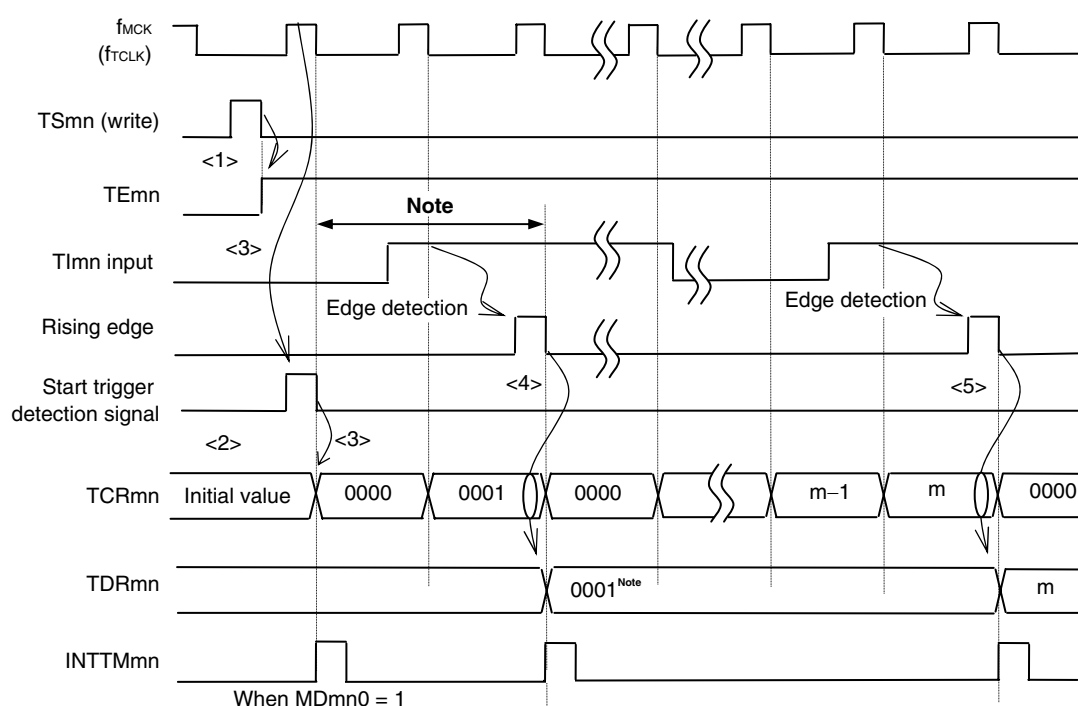 fMCK
(fTCLK)
TSmn (write)
<1>
TEmn
Note
<3>
TImn input
Edge detection
Edge detection
Rising edge
<4>
<5>
Start trigger
detection signal
<2>
<3>
TCRmn
Initial value
0000
0001
0000
m−1
m
0000
TDRmn
0001Note
m
INTTMmn
When MDmn0 = 1